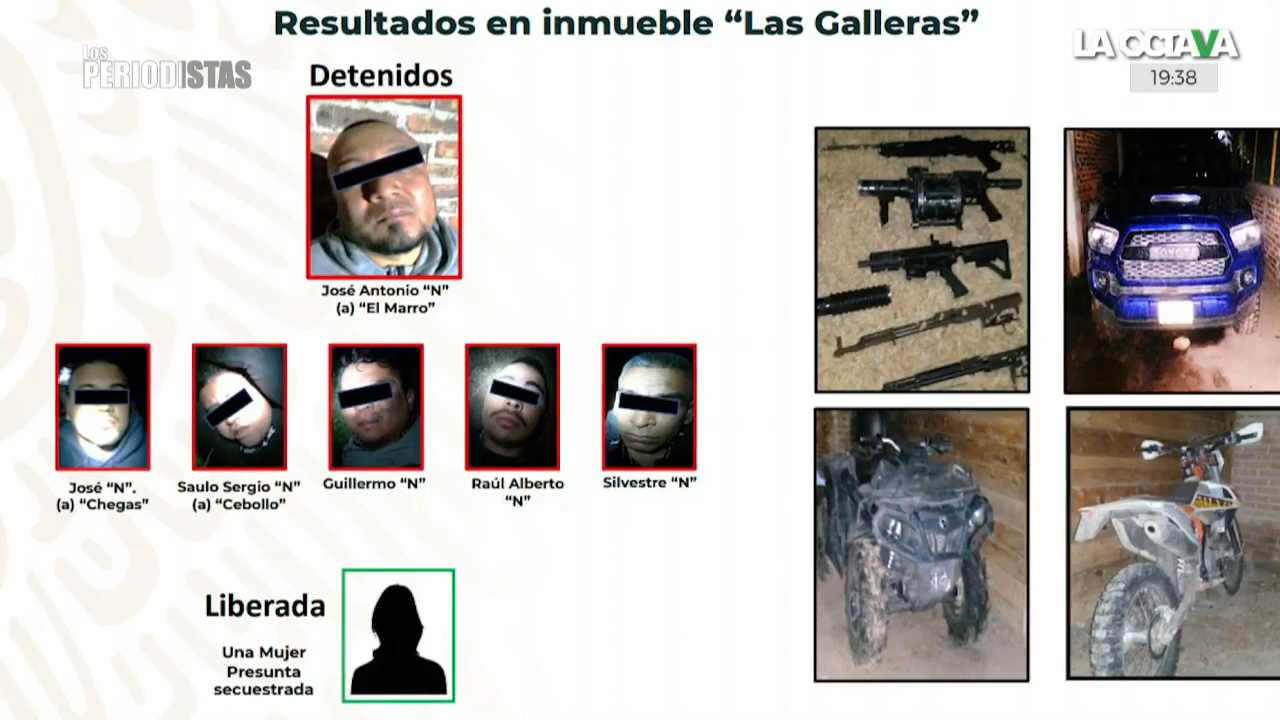 Resultados en inmueble “Las Galleras”
Los
PERIODISTAS
LA OCTAVA
19:38
Detenidos
José Antonio “N”
(a) “El Marro”
José “N”.
(a) “Chegas”
Saulo Sergio “N”
(a) “Cebollo”
Guillermo “N”
Raúl Alberto
“N”
Silvestre “N”
Liberada
Una Mujer
Presunta
secuestrada
TOYOTA